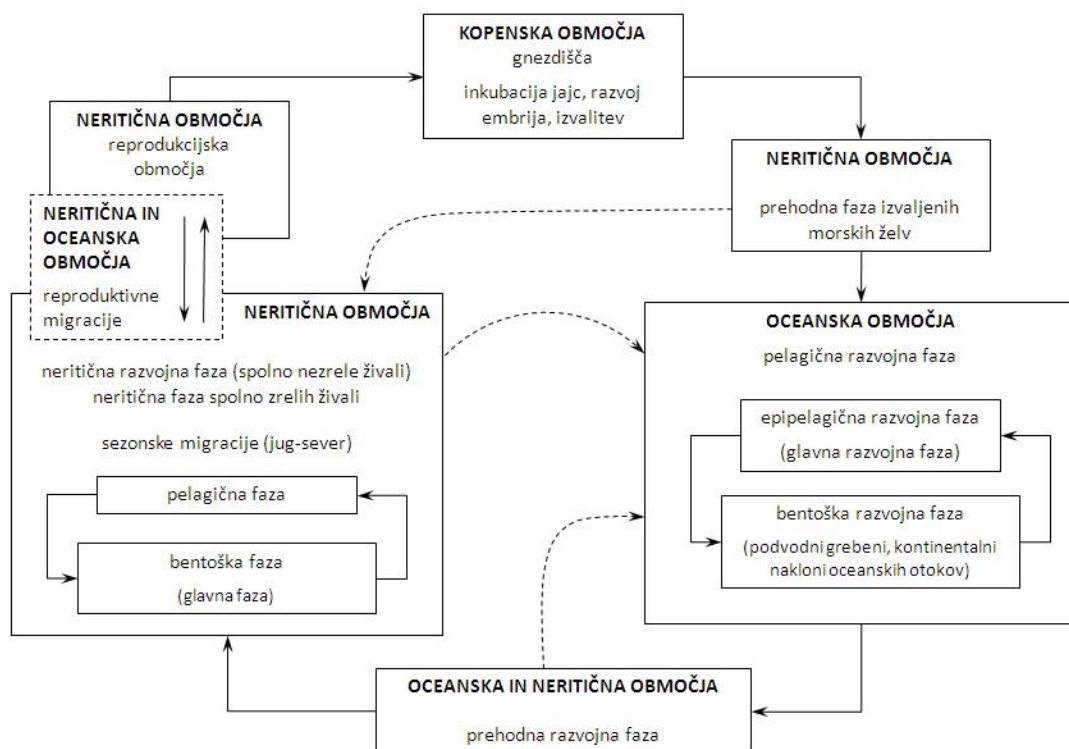 KOPENSKA OBMOČJA
gnezdišča
inkubacija jajc, razvoj
embrija, izvalitev
NERITIČNA OBMOČJA
reprodukcijska
območja
NERITIČNA OBMOČJA
prehodna faza izvaljenih
morskih želv
NERITIČNA IN
OCEANSKA
OBMOČJA
reproduktivne
migracije
NERITIČNA OBMOČJA
neritična razvojna faza (spolno nezrele živali)
neritična faza spolno zrelih živali
sezonske migracije (jug-sever)
pelagična faza
bentoška faza
(glavna faza)
OCEANSKA OBMOČJA
pelagična razvojna faza
epipelagična razvojna faza
(glavna razvojna faza)
bentoška razvojna faza
(podvodni grebeni, kontinentalni
nakloni oceanskih otokov)
OCEANSKA IN NERITIČNA OBMOČJA
prehodna razvojna faza